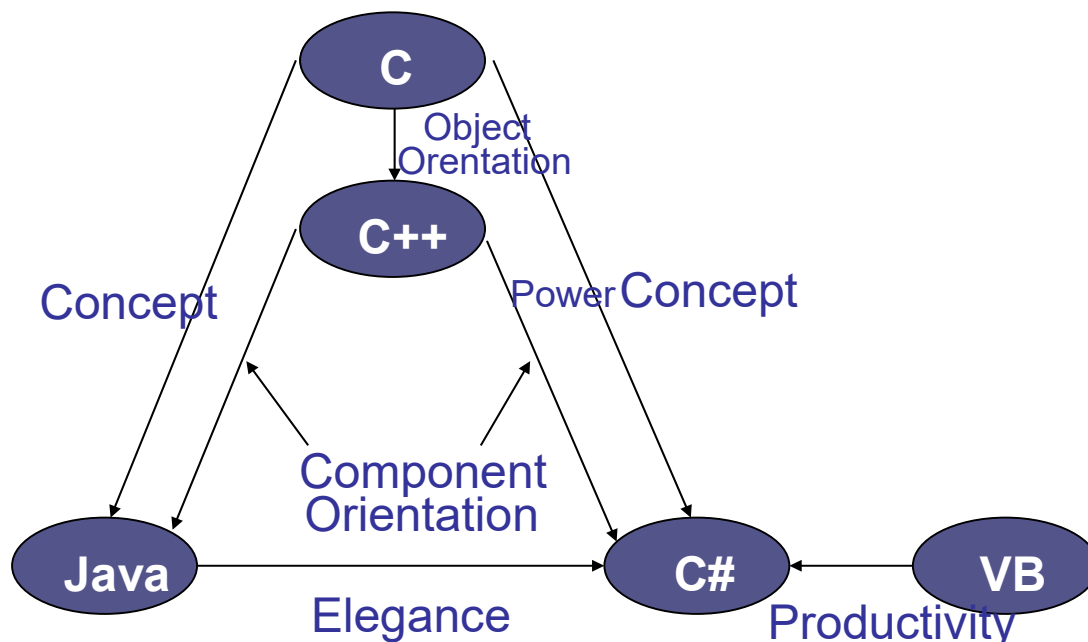 C
Object
Orentation
C++
Concept
Power
Concept
Component
Orientation
Java
C#
VB
Elegance
Productivity